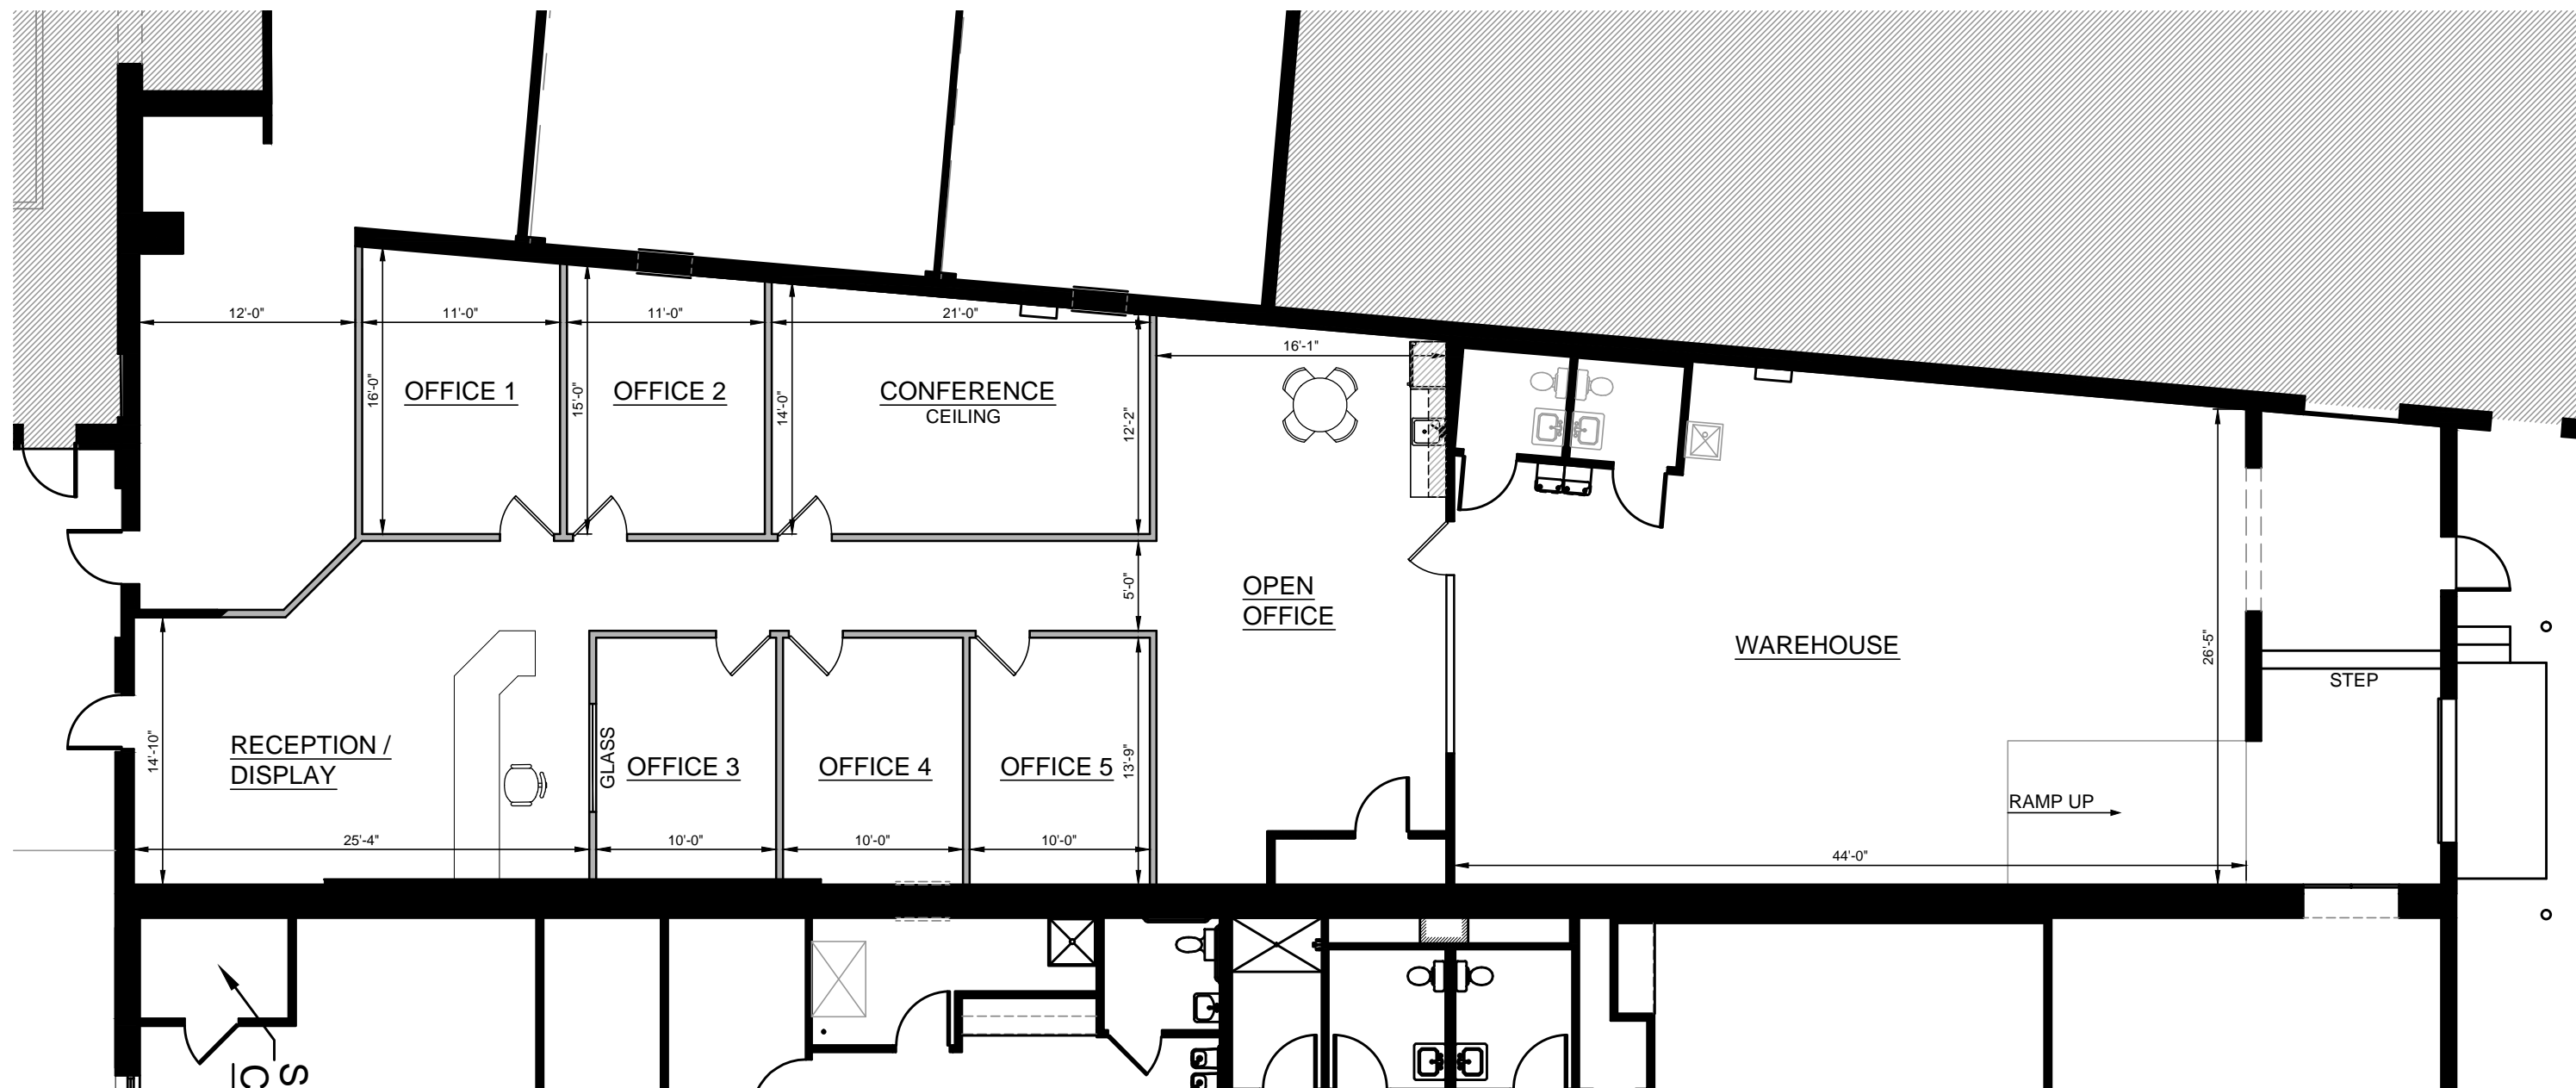 12'-0"
11'-0"
11'-0"
21'-0"
16'-1"
16'-0"
OFFICE 1
15'-0"
OFFICE 2
14'-0"
CONFERENCE
CEILING
12'-2"
5'-0"
OPEN
OFFICE
WAREHOUSE
26'-5"
STEP
14'-10"
RECEPTION /
DISPLAY
GLASS
OFFICE 3
OFFICE 4
OFFICE 5
13'-9"
RAMP UP
25'-4"
10'-0"
10'-0"
10'-0"
44'-0"
S
C